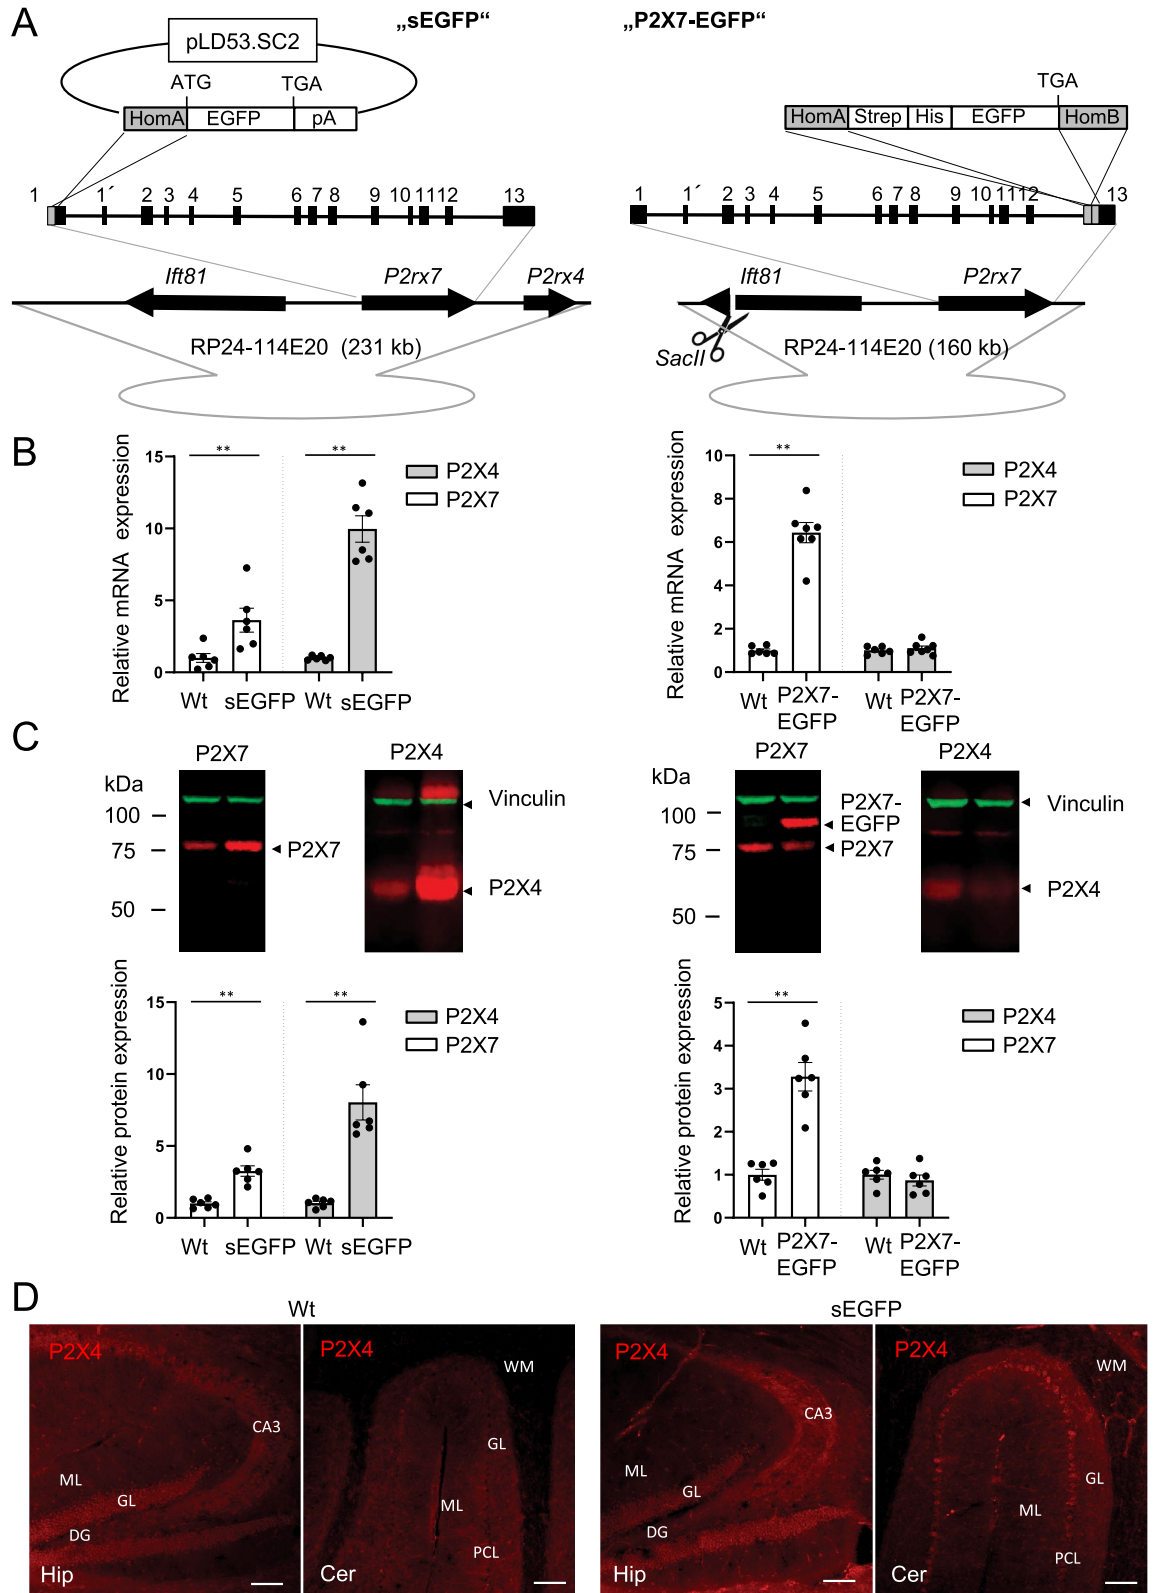 A
„sEGFP“
„P2X7-EGFP“
pLD53.SC2
ATG TGA
HomA EGFP pA
TGA
HomA Strep His EGFP HomB
1 1´ 2 3 4 5 6 7 8 9 10 11 12 13
1 1´ 2 3 4 5 6 7 8 9 10 11 12 13
Ift81 P2rx7 P2rx4
Ift81 P2rx7
RP24-114E20 (231 kb)
SacII
RP24-114E20 (160 kb)
B
Relative mRNA expression
15
10
5
0
**
**
P2X4
P2X7
Wt sEGFP Wt sEGFP
Relative mRNA expression
10
8
6
4
2
0
**
P2X4
P2X7
Wt P2X7-EGFP Wt P2X7-EGFP
C
P2X7 P2X4
kDa
100
75
50
P2X7
Vinculin
P2X4
P2X7 P2X4
kDa
100
75
50
P2X7-
EGFP
P2X7
Vinculin
P2X4
Relative protein expression
15
10
5
0
**
**
P2X4
P2X7
Wt sEGFP Wt sEGFP
Relative protein expression
5
4
3
2
1
0
**
P2X4
P2X7
Wt P2X7-EGFP Wt P2X7-EGFP
D
Wt
sEGFP
P2X4
CA3
ML
GL
DG
Hip
P2X4
WM
GL
ML
PCL
Cer
P2X4
CA3
ML
GL
DG
Hip
P2X4
WM
GL
ML
PCL
Cer